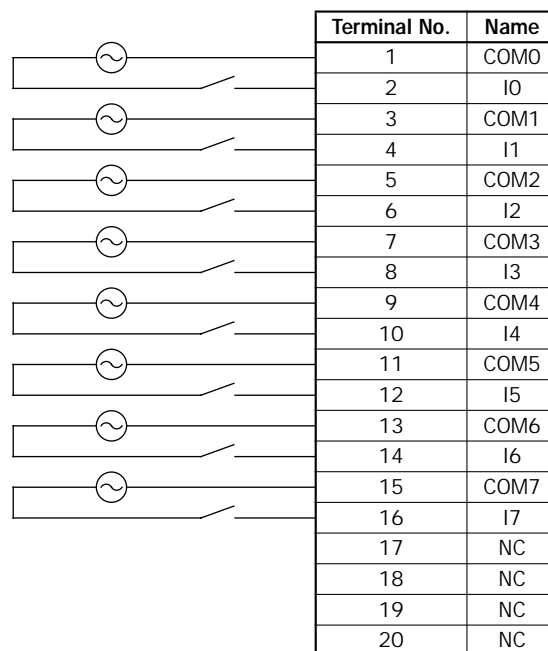 Terminal No. Name
1 COM0
2 I0
3 COM1
4 I1
5 COM2
6 I2
7 COM3
8 I3
9 COM4
10 I4
11 COM5
12 I5
13 COM6
14 I6
15 COM7
16 I7
17 NC
18 NC
19 NC
20 NC